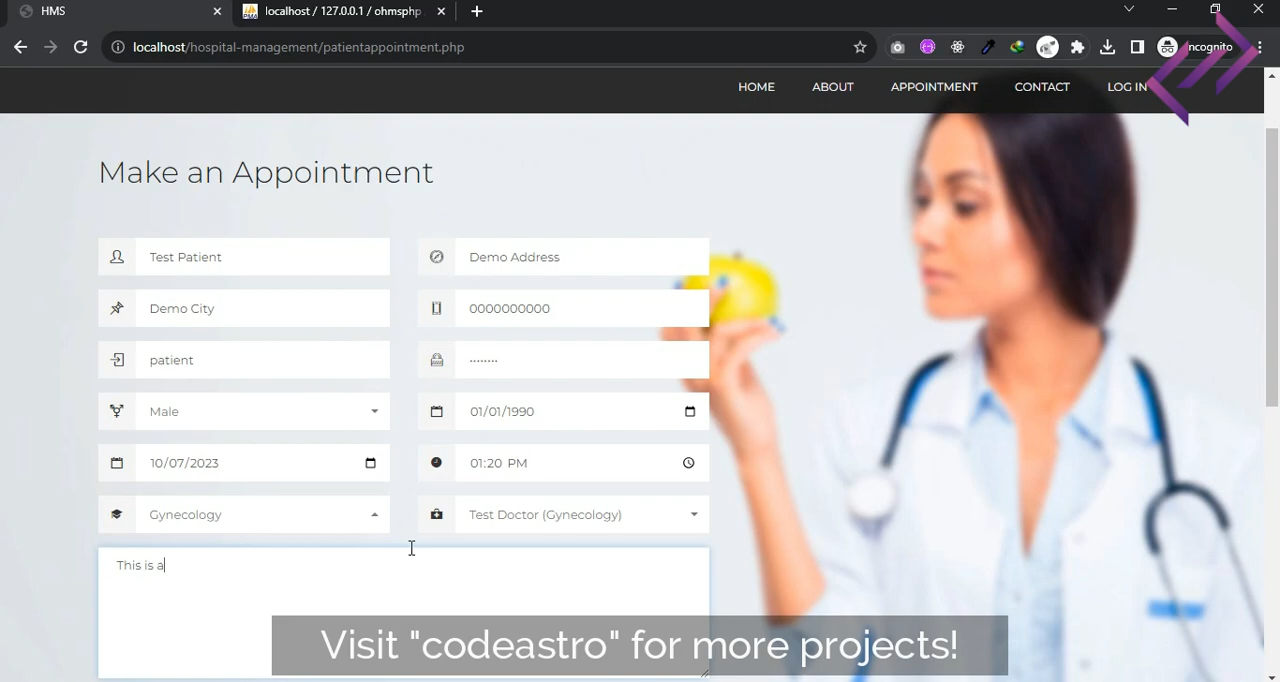 HMS
localhost / 127.0.0.1 / ohmsphp
localhost/hospital-management/patientappointment.php
Incognito
HOME ABOUT APPOINTMENT CONTACT LOG IN
Make an Appointment
Test Patient Demo Address
Demo City 0000000000
patient ········
Male 01/01/1990
10/07/2023 01:20 PM
Gynecology Test Doctor (Gynecology)
This is a
Visit "codeastro" for more projects!